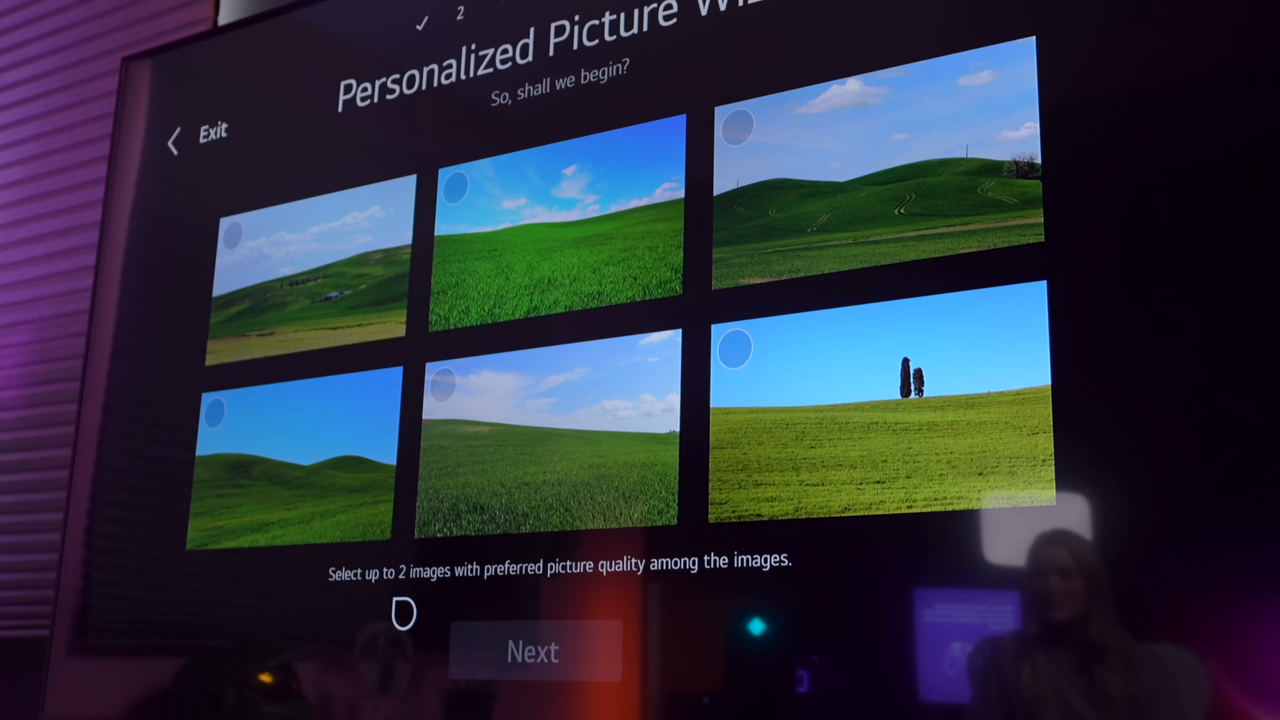 ✓ 2
Personalized Picture
So, shall we begin?
Exit
Select up to 2 images with preferred picture quality among the images.
Next